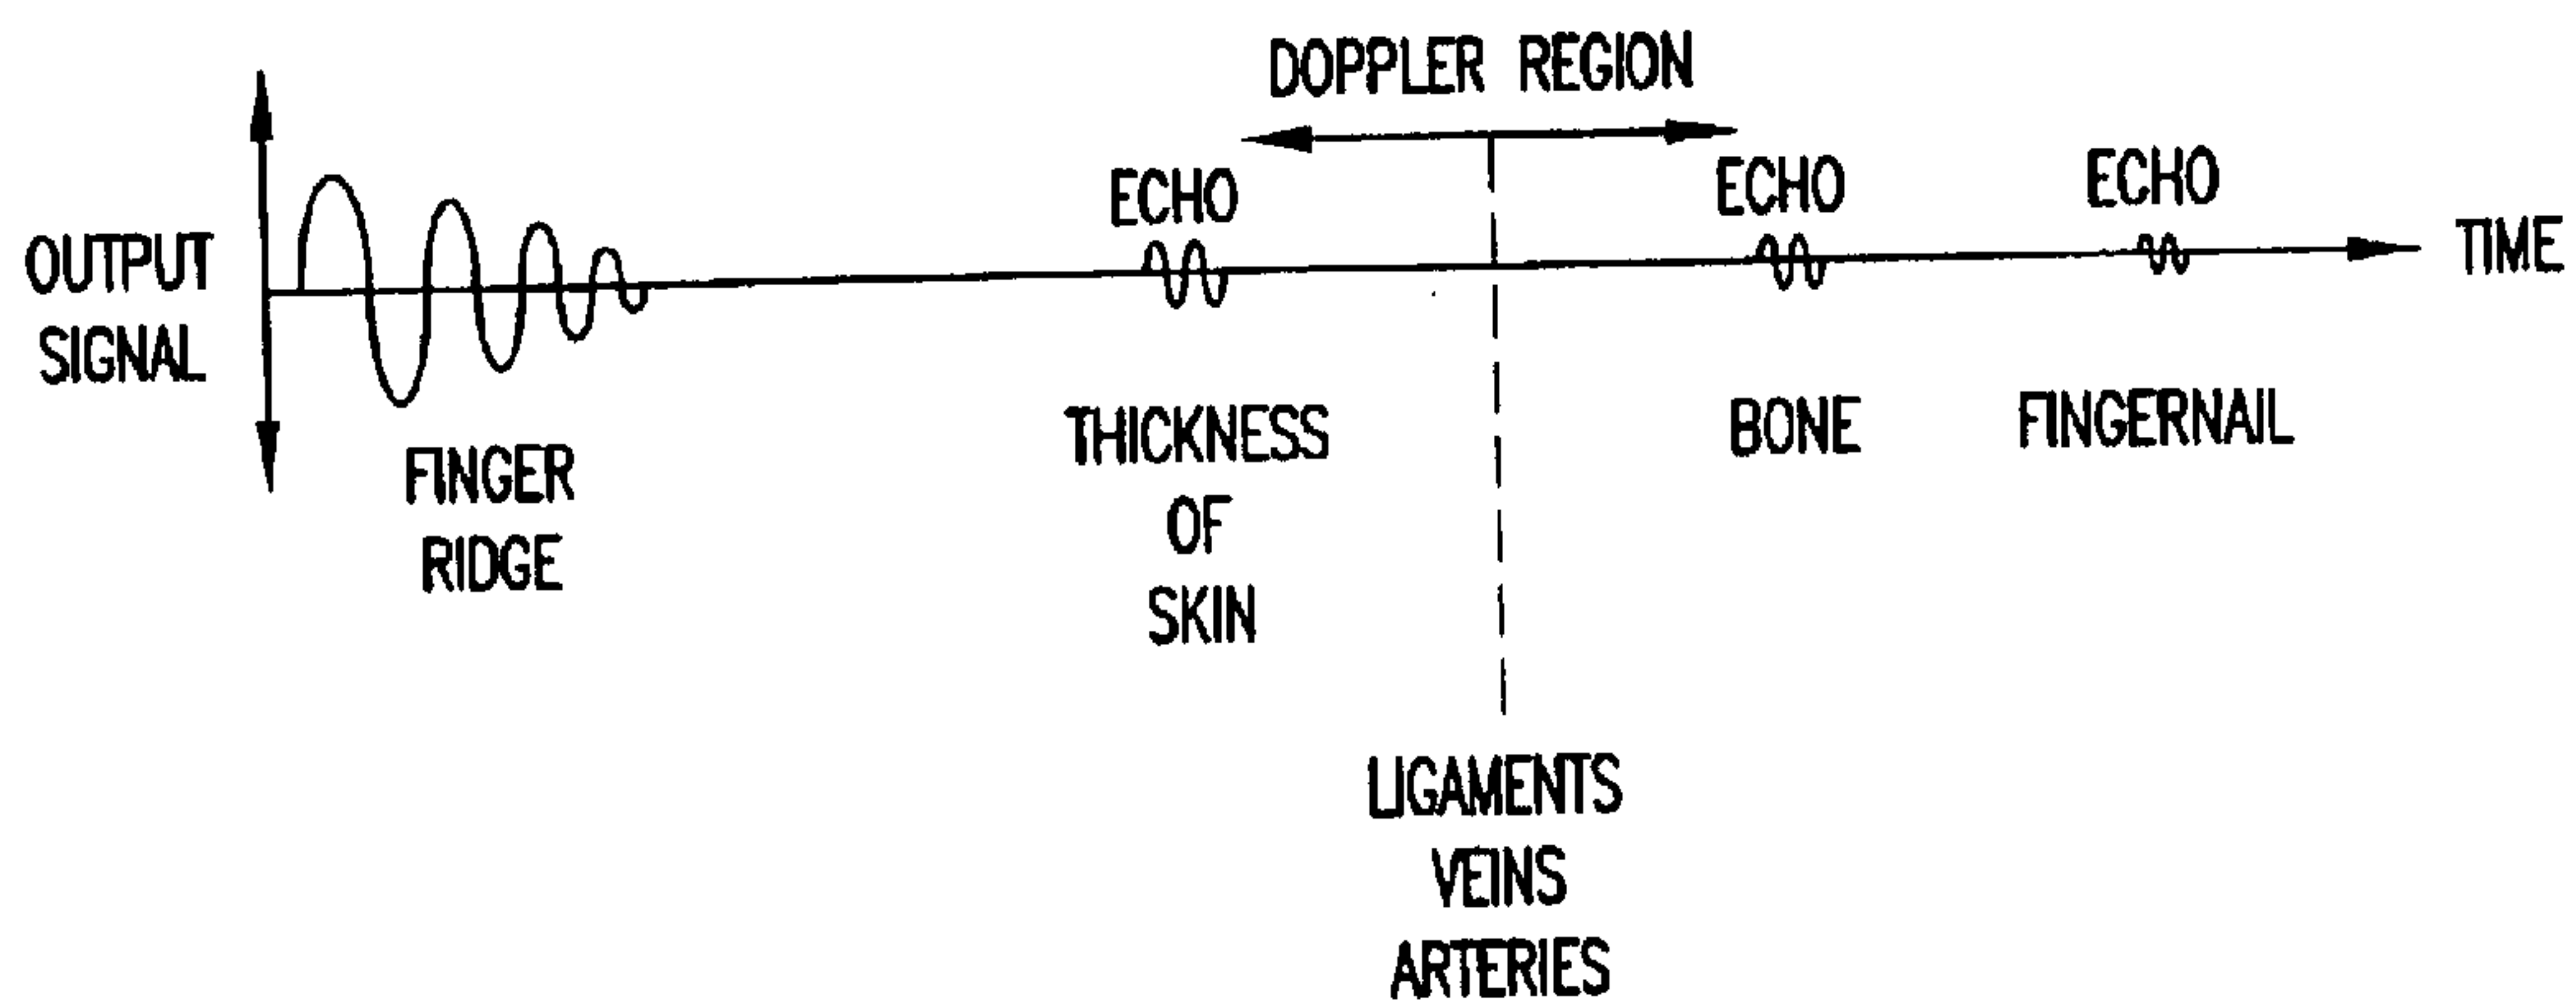 DOPPLER REGION
ECHO
ECHO
ECHO
OUTPUT
SIGNAL
TIME
FINGER
RIDGE
THICKNESS
OF
SKIN
BONE
FINGERNAIL
LIGAMENTS
VEINS
ARTERIES